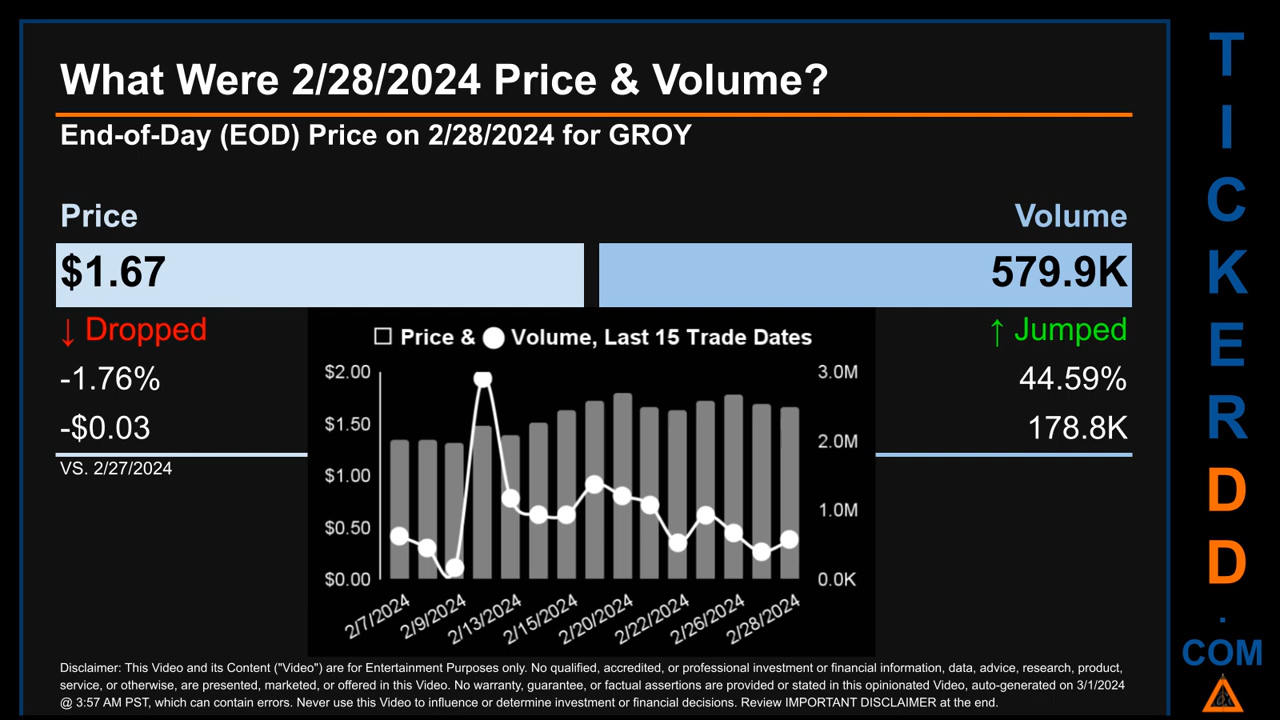 What Were 2/28/2024 Price & Volume?
End-of-Day (EOD) Price on 2/28/2024 for GROY
Price
Volume
$1.67
579.9K
↓ Dropped
↑ Jumped
-1.76%
44.59%
-$0.03
178.8K
VS. 2/27/2024
Price & Volume, Last 15 Trade Dates
$2.00
$1.50
$1.00
$0.50
$0.00
3.0M
2.0M
1.0M
0.0K
2/7/2024
2/9/2024
2/13/2024
2/15/2024
2/20/2024
2/22/2024
2/26/2024
2/28/2024
Disclaimer: This Video and its Content ("Video") are for Entertainment Purposes only. No qualified, accredited, or professional investment or financial information, data, advice, research, product,
service, or otherwise, are presented, marketed, or offered in this Video. No warranty, guarantee, or factual assertions are provided or stated in this opinionated Video, auto-generated on 3/1/2024
@ 3:57 AM PST, which can contain errors. Never use this Video to influence or determine investment or financial decisions. Review IMPORTANT DISCLAIMER at the end.
T
I
C
K
E
R
D
D
.
COM